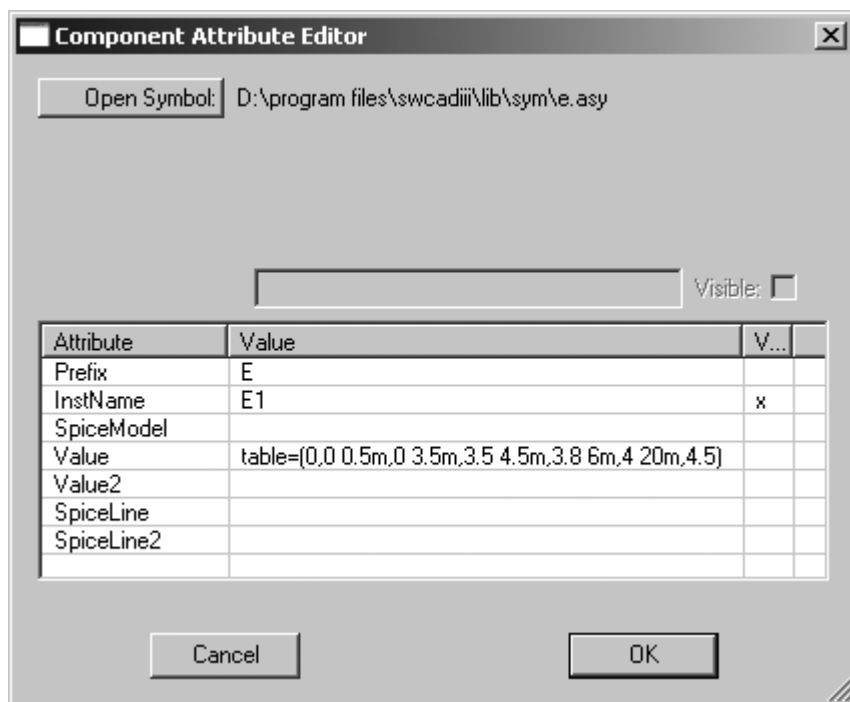 Component Attribute Editor
Open Symbol: D:\program files\swcadiii\lib\sym\e.asy
Visible:
Attribute Value V...
Prefix E
InstName E1 x
SpiceModel
Value table=(0,0 0.5m,0 3.5m,3.5 4.5m,3.8 6m,4 20m,4.5)
Value2
SpiceLine
SpiceLine2
Cancel OK